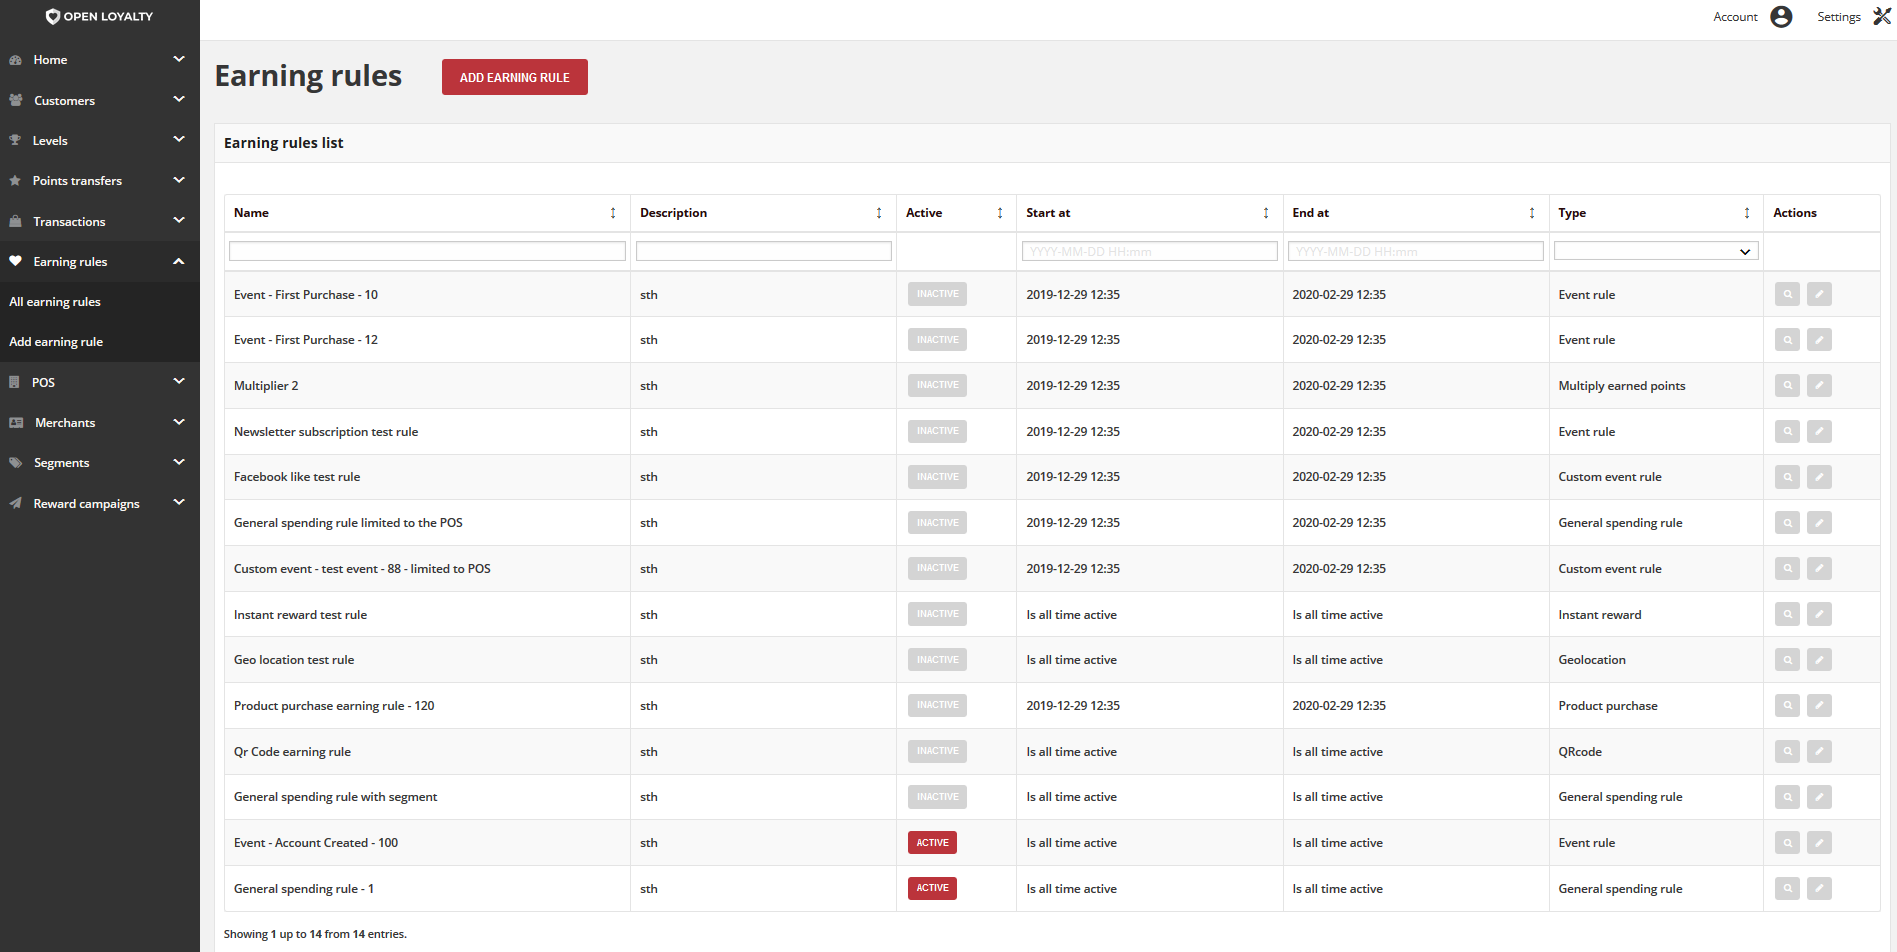 OPEN LOYALTY
Account
Settings
Home
Customers
Levels
Points transfers
Transactions
Earning rules
All earning rules
Add earning rule
POS
Merchants
Segments
Reward campaigns
Earning rules
ADD EARNING RULE
Earning rules list
Name Description Active Start at End at Type Actions
YYYY-MM-DD HH:mm YYYY-MM-DD HH:mm
Event - First Purchase - 10 sth INACTIVE 2019-12-29 12:35 2020-02-29 12:35 Event rule
Event - First Purchase - 12 sth INACTIVE 2019-12-29 12:35 2020-02-29 12:35 Event rule
Multiplier 2 sth INACTIVE 2019-12-29 12:35 2020-02-29 12:35 Multiply earned points
Newsletter subscription test rule sth INACTIVE 2019-12-29 12:35 2020-02-29 12:35 Event rule
Facebook like test rule sth INACTIVE 2019-12-29 12:35 2020-02-29 12:35 Custom event rule
General spending rule limited to the POS sth INACTIVE 2019-12-29 12:35 2020-02-29 12:35 General spending rule
Custom event - test event - 88 - limited to POS sth INACTIVE 2019-12-29 12:35 2020-02-29 12:35 Custom event rule
Instant reward test rule sth INACTIVE Is all time active Is all time active Instant reward
Geo location test rule sth INACTIVE Is all time active Is all time active Geolocation
Product purchase earning rule - 120 sth INACTIVE 2019-12-29 12:35 2020-02-29 12:35 Product purchase
Qr Code earning rule sth INACTIVE Is all time active Is all time active QRcode
General spending rule with segment sth INACTIVE Is all time active Is all time active General spending rule
Event - Account Created - 100 sth ACTIVE Is all time active Is all time active Event rule
General spending rule - 1 sth ACTIVE Is all time active Is all time active General spending rule
Showing 1 up to 14 from 14 entries.